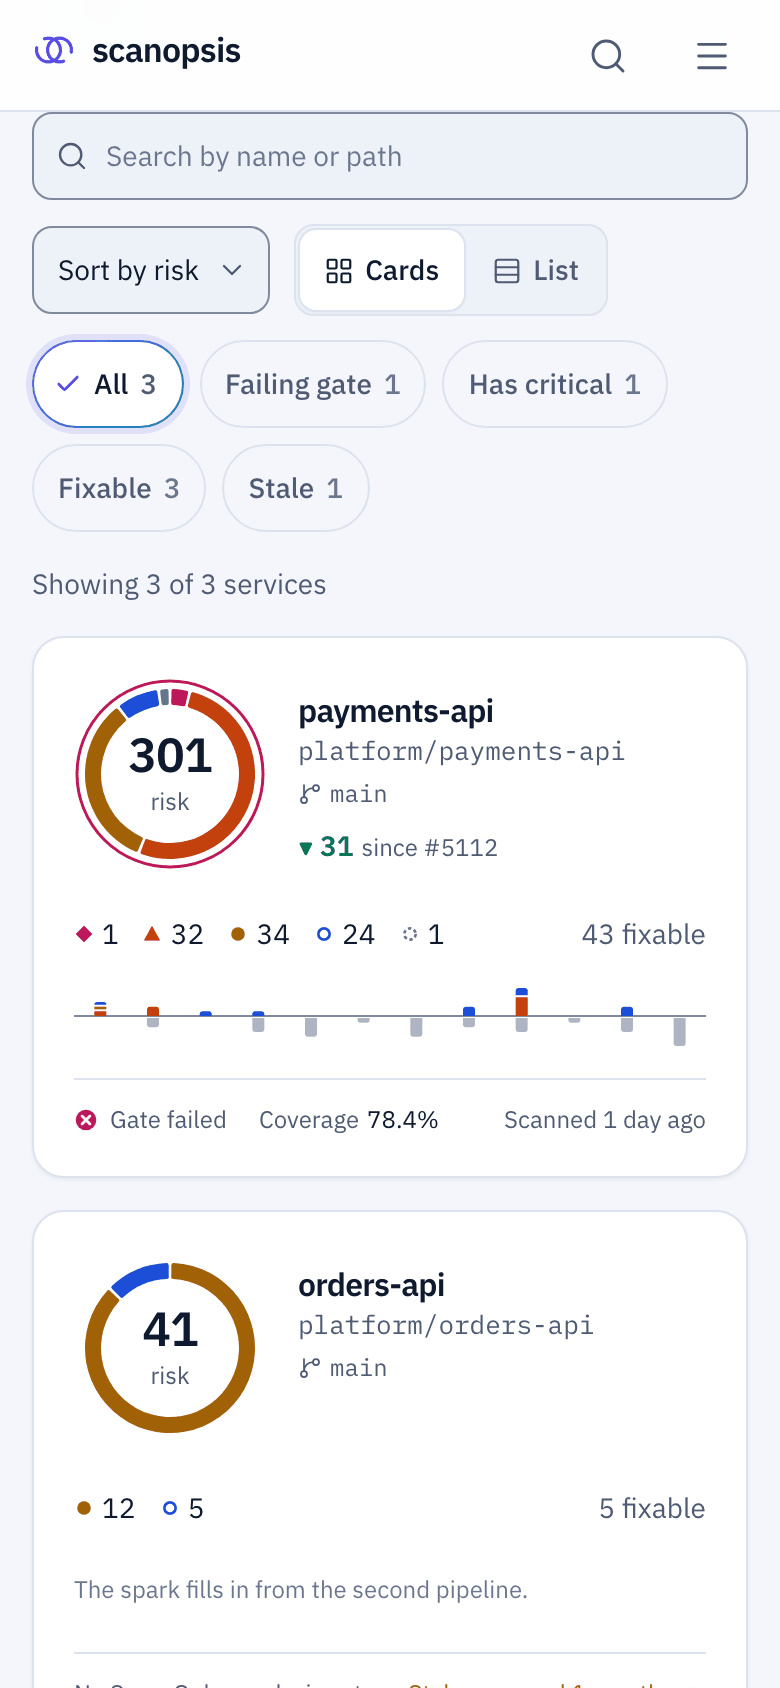 scanopsis
Search by name or path
Sort by risk
Cards
List
All 3
Failing gate 1
Has critical 1
Fixable 3
Stale 1
Showing 3 of 3 services
301
risk
payments-api
platform/payments-api
main
31 since #5112
1 32 34 24 1
43 fixable
Gate failed
Coverage 78.4%
Scanned 1 day ago
41
risk
orders-api
platform/orders-api
main
12 5
5 fixable
The spark fills in from the second pipeline.